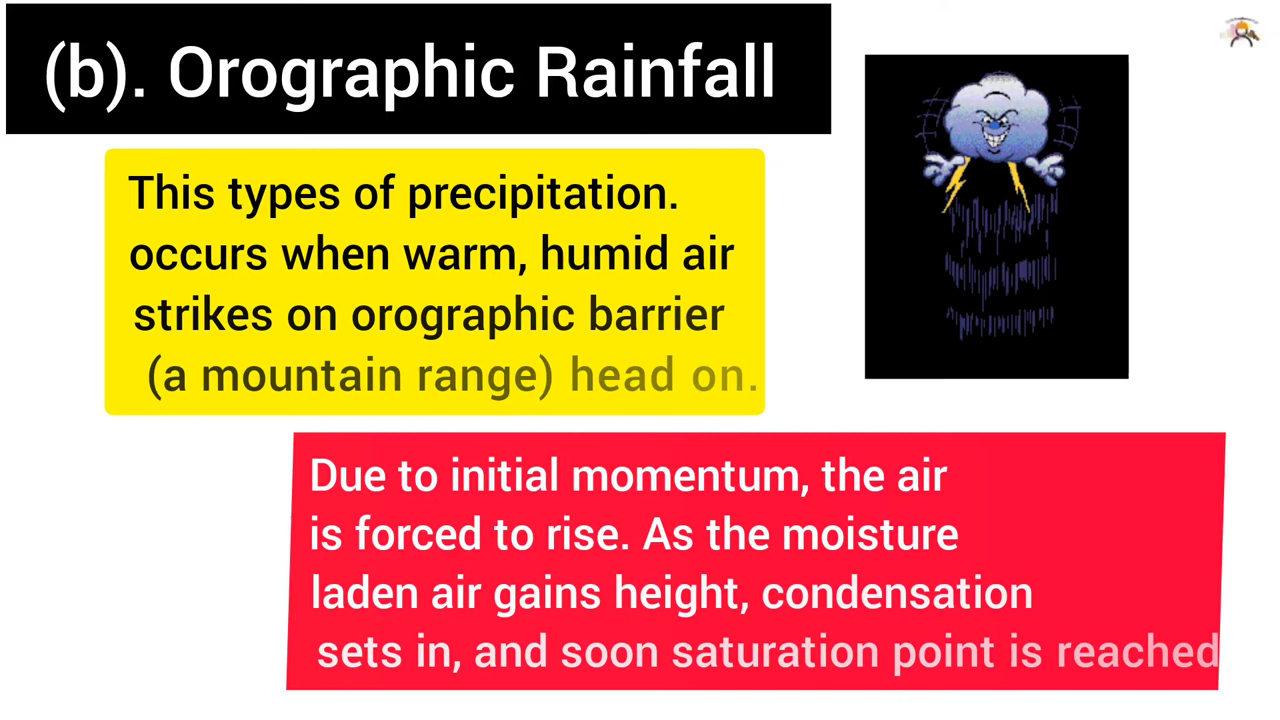 (b). Orographic Rainfall
This types of precipitation.
occurs when warm, humid air
strikes on orographic barrier
(a mountain range) head on.
Due to initial momentum, the air
is forced to rise. As the moisture
laden air gains height, condensation
sets in, and soon saturation point is reached